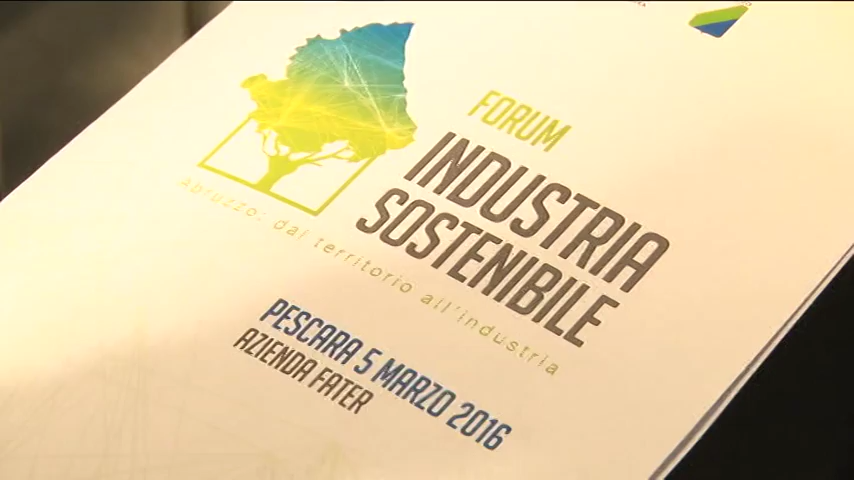 FORUM
INDUSTRIA
SOSTENIBILE
Abruzzo: dal territorio all'industria
PESCARA 5 MARZO 2016
AZIENDA FATER